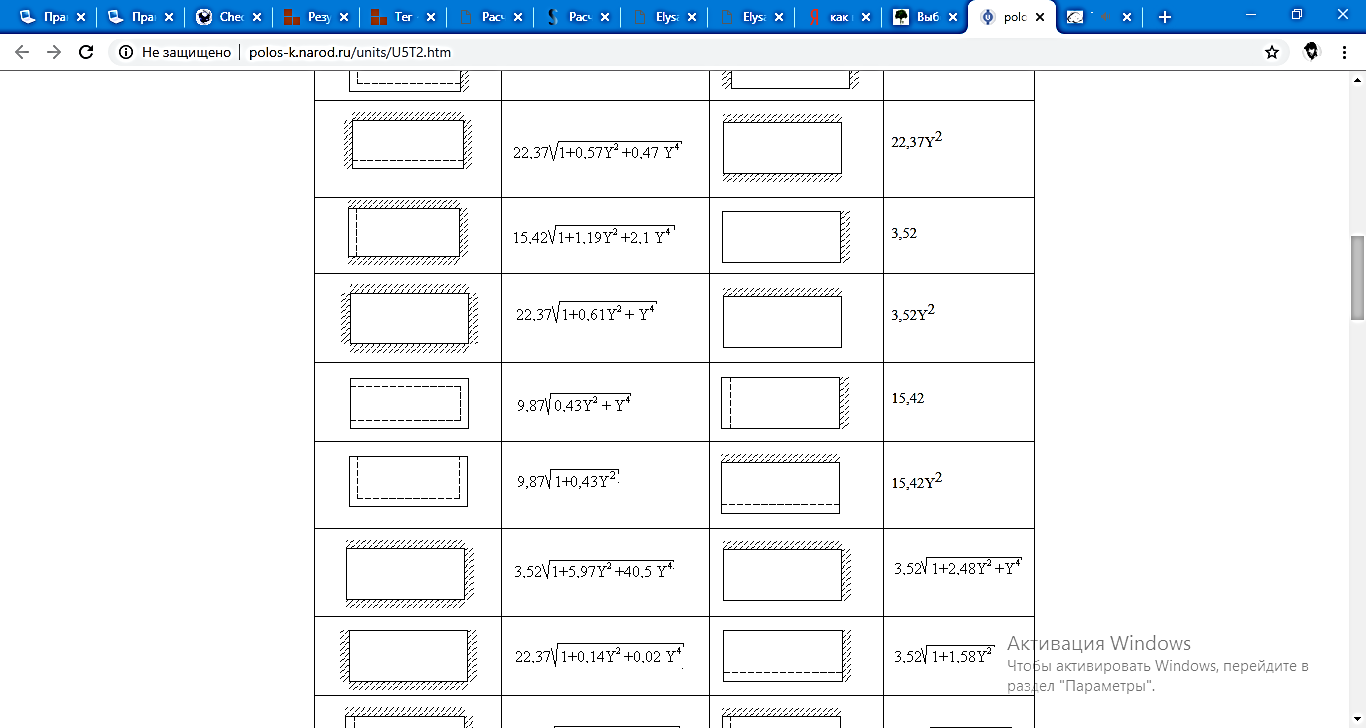 Пра Пра Chec Резу Тег Расч Расч Elysa Elysa как Выб polo
Не защищено polos-k.narod.ru/units/U5T2.htm
22,37√1+0,57Y²+0,47 Y⁴ 22,37Y²
15,42√1+1,19Y²+2,1 Y⁴ 3,52
22,37√1+0,61Y²+ Y⁴ 3,52Y²
9,87√0,43Y²+ Y⁴ 15,42
9,87√1+0,43Y² 15,42Y²
3,52√1+5,97Y²+40,5 Y⁴ 3,52√1+2,48Y²+Y⁴
22,37√1+0,14Y²+0,02 Y⁴ 3,52√1+1,58Y²
Активация Windows
Чтобы активировать Windows, перейдите в
раздел "Параметры".